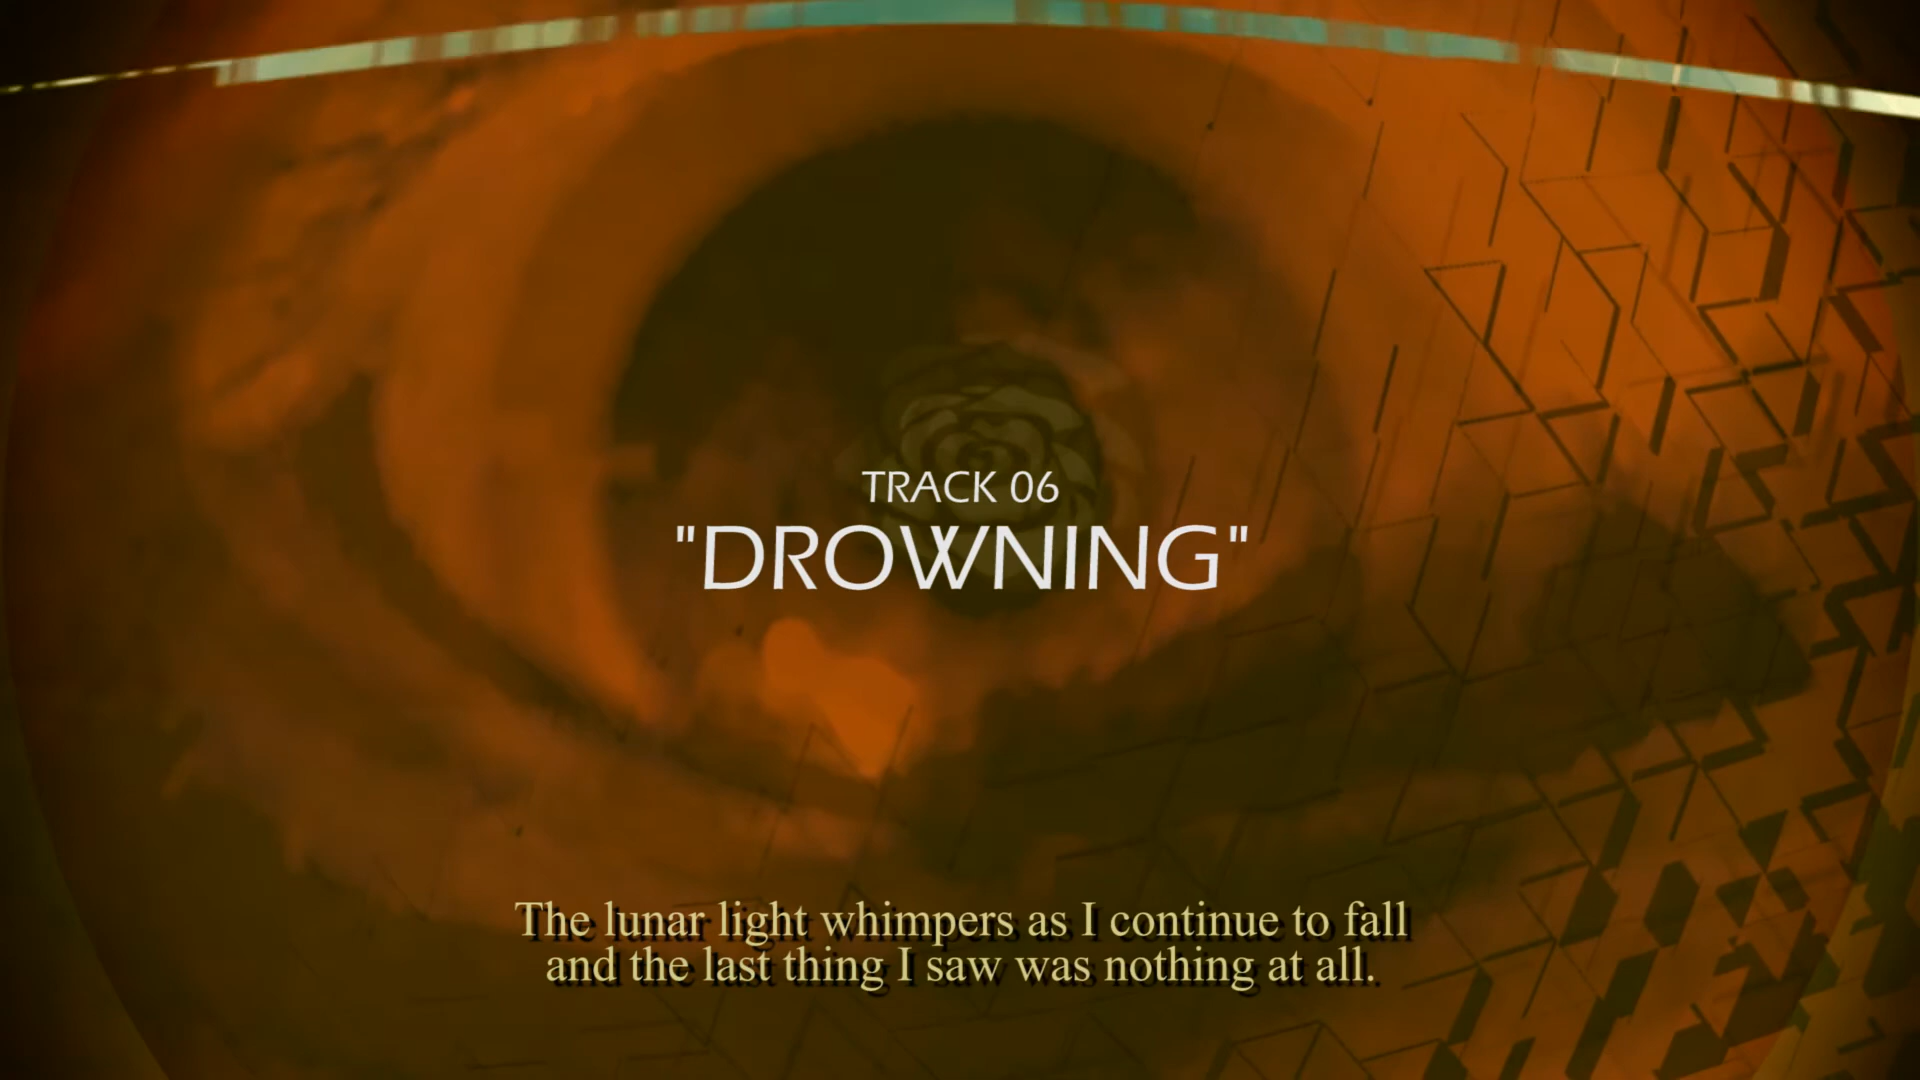 TRACK 06
"DROWNING"
The lunar light whimpers as I continue to fall
and the last thing I saw was nothing at all.